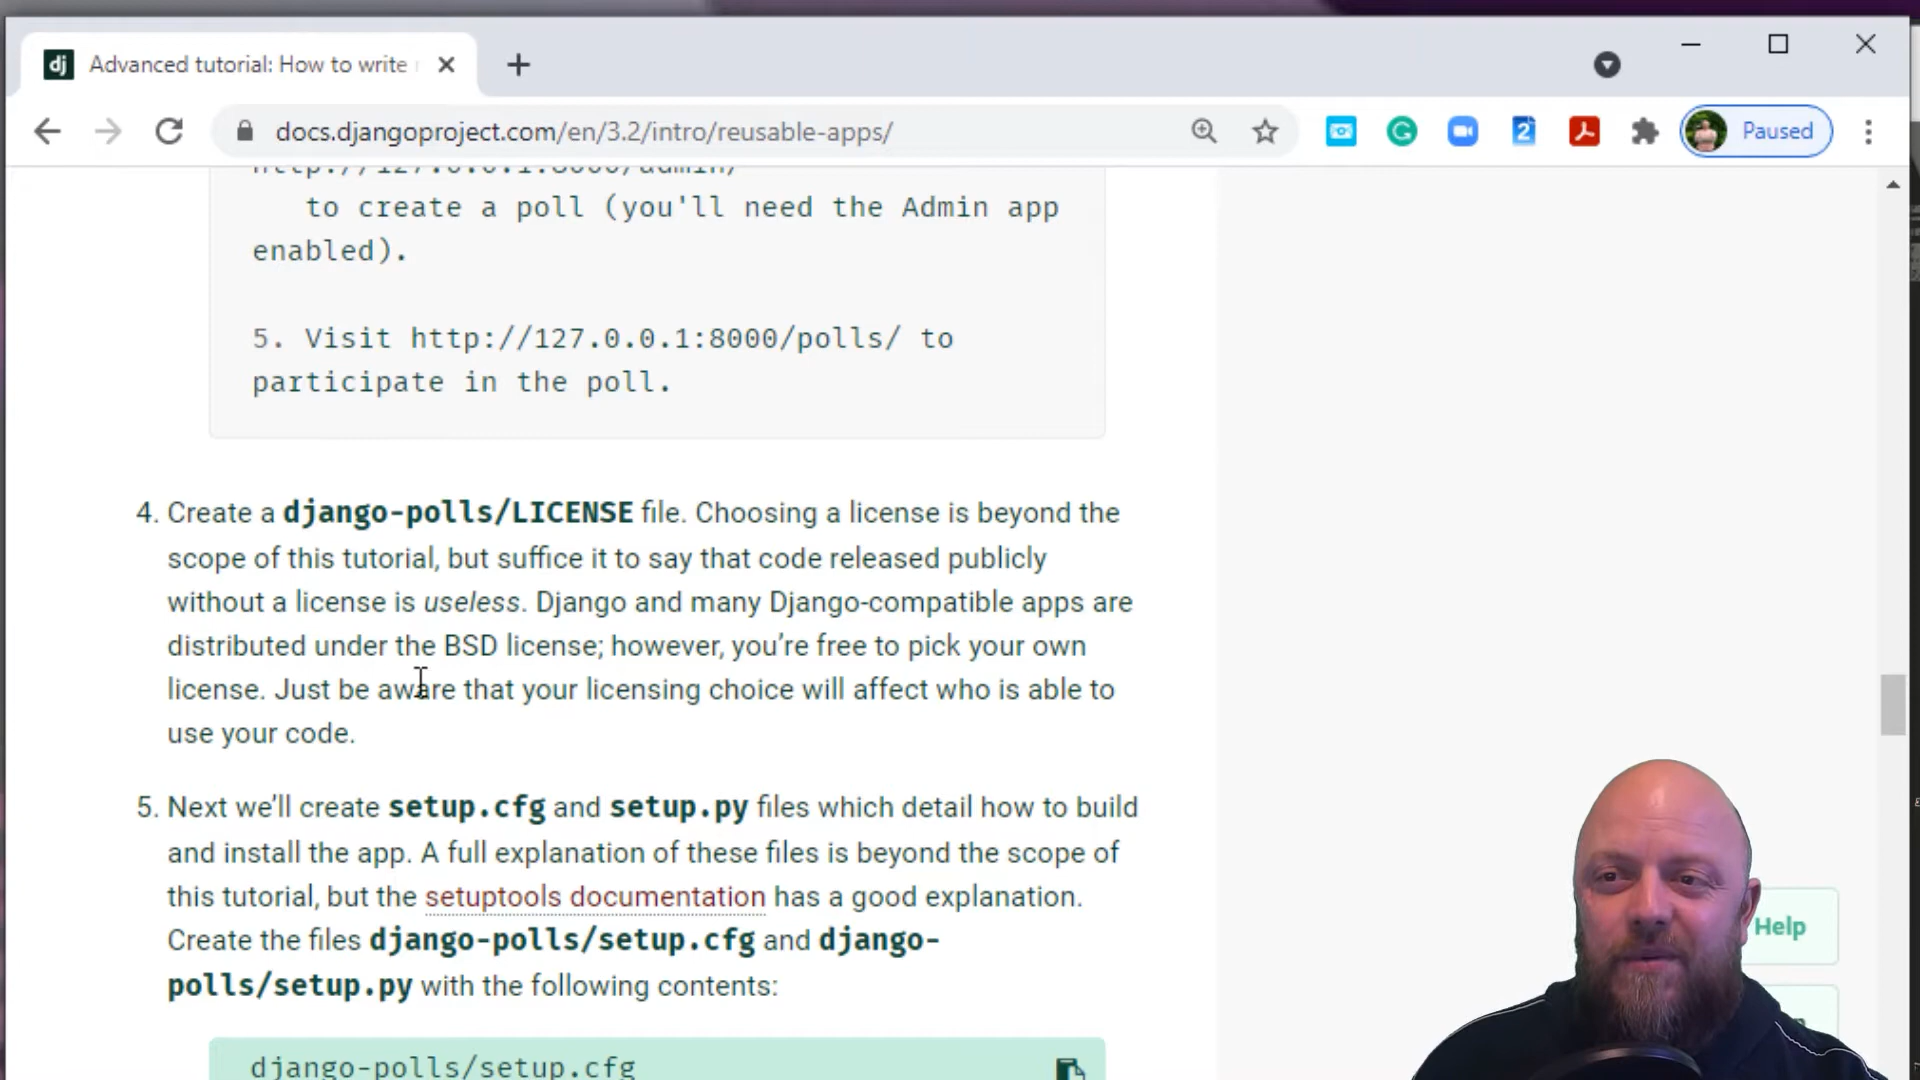 Advanced tutorial: How to write
docs.djangoproject.com/en/3.2/intro/reusable-apps/
Paused
http://127.0.0.1:8000/admin/
to create a poll (you'll need the Admin app
enabled).
5. Visit http://127.0.0.1:8000/polls/ to
participate in the poll.
4. Create a django-polls/LICENSE file. Choosing a license is beyond the
scope of this tutorial, but suffice it to say that code released publicly
without a license is useless. Django and many Django-compatible apps are
distributed under the BSD license; however, you’re free to pick your own
license. Just be aware that your licensing choice will affect who is able to
use your code.
5. Next we’ll create setup.cfg and setup.py files which detail how to build
and install the app. A full explanation of these files is beyond the scope of
this tutorial, but the setuptools documentation has a good explanation.
Create the files django-polls/setup.cfg and django-
polls/setup.py with the following contents:
Help
django-polls/setup.cfg